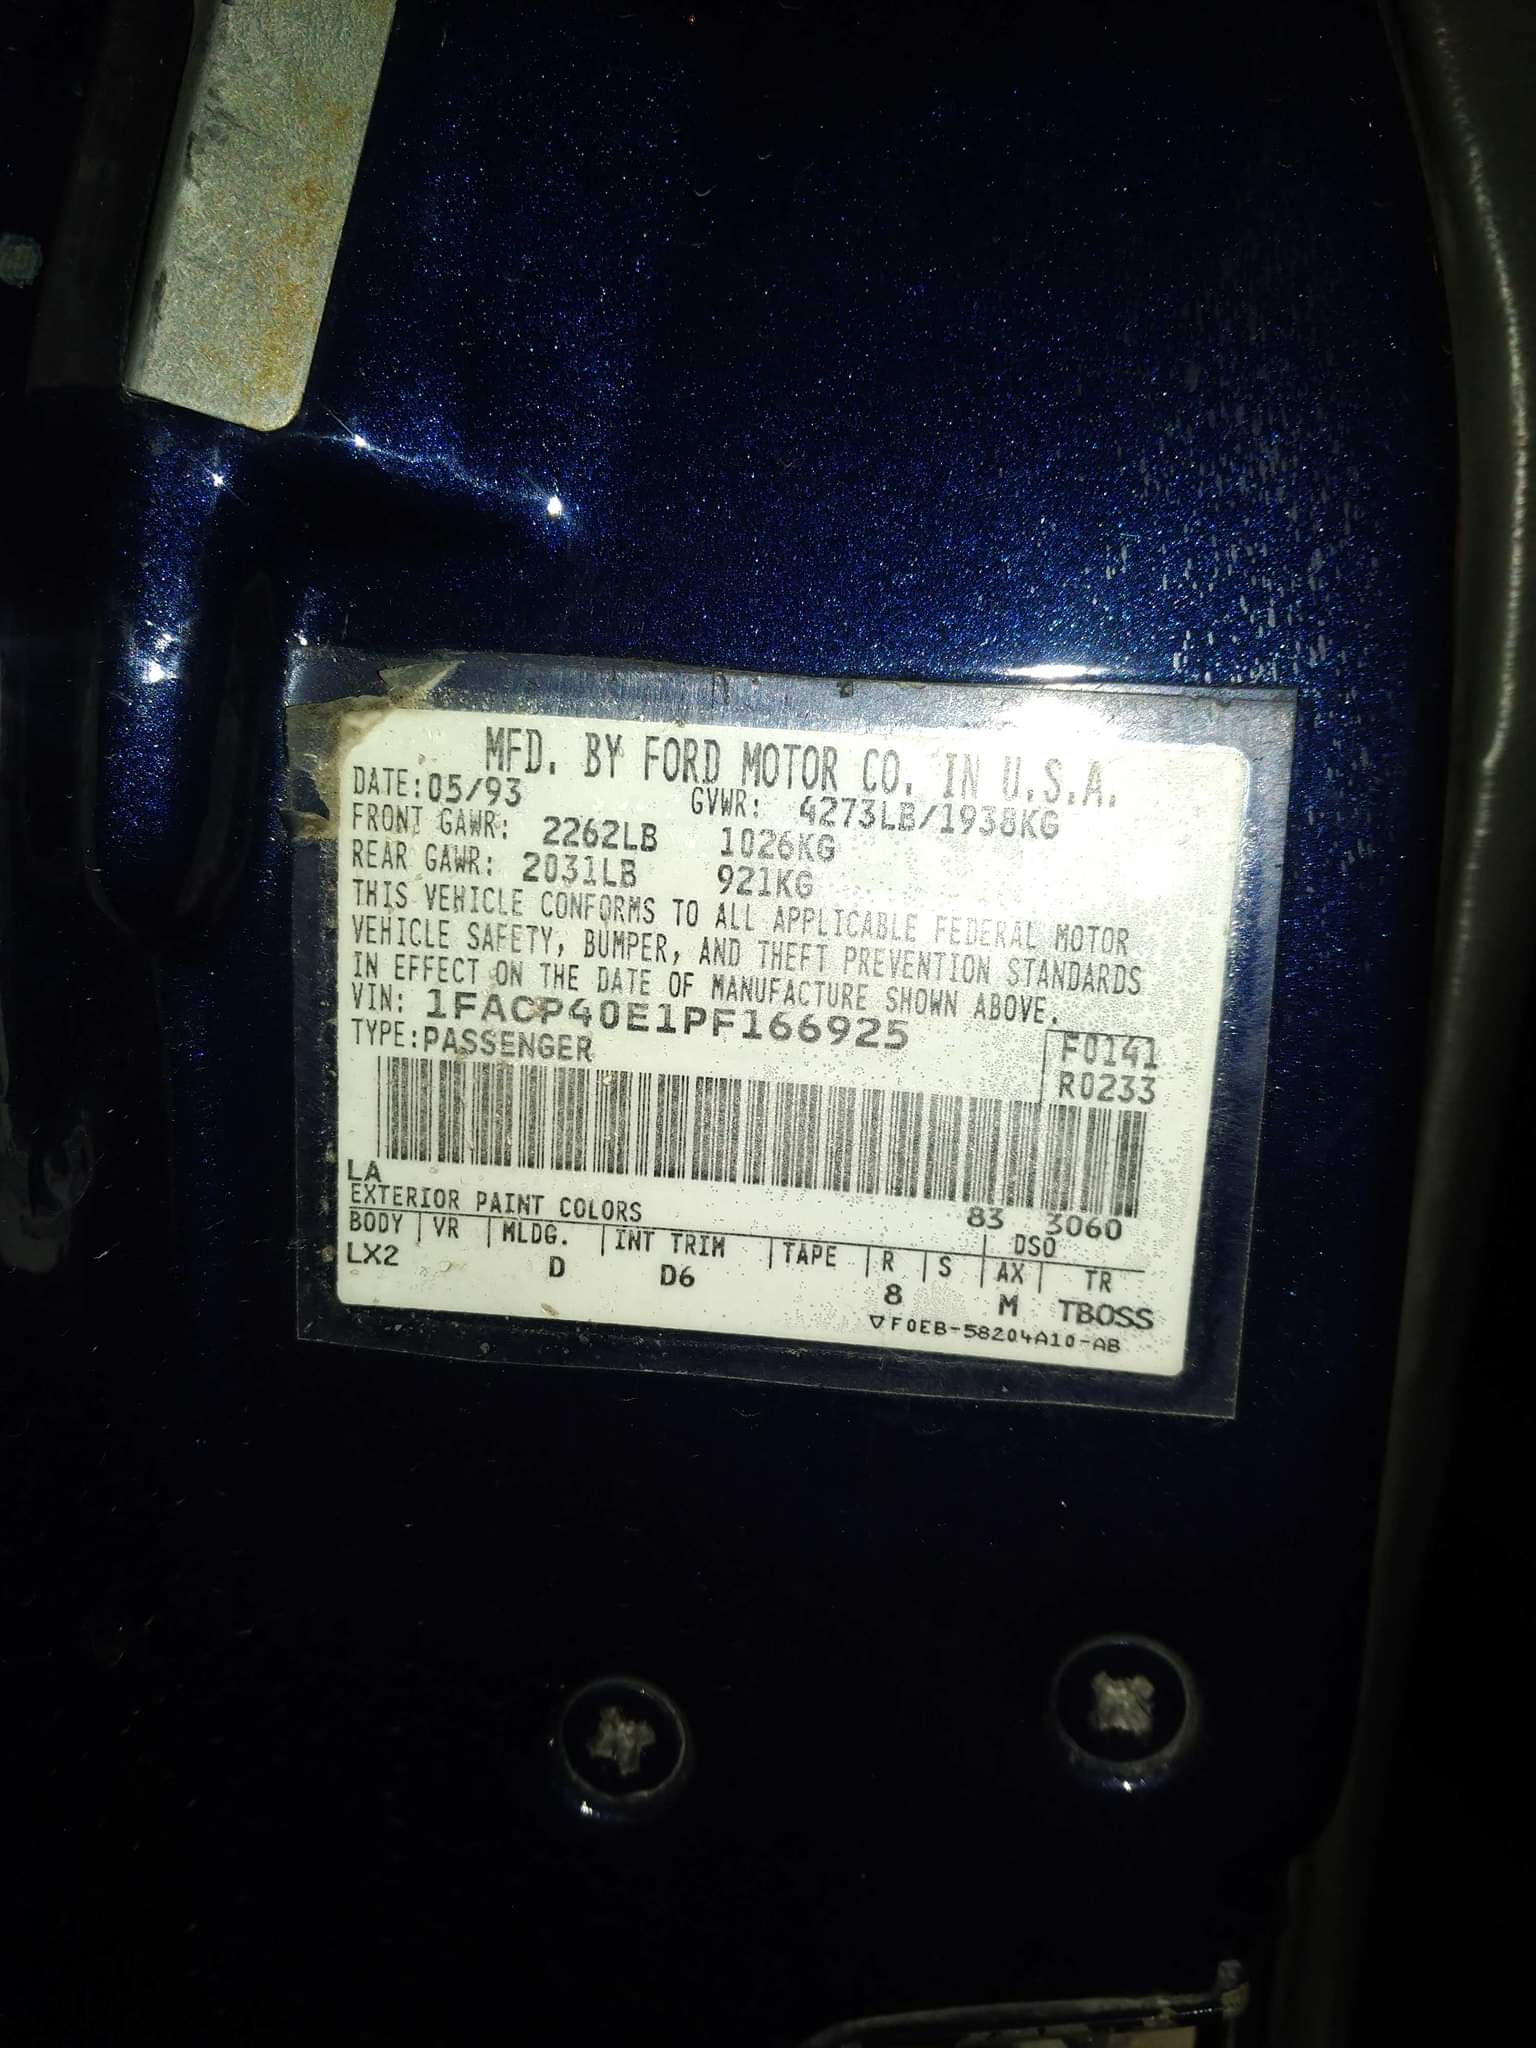 MFD. BY FORD MOTOR CO. IN U.S.A.
DATE:05/93 GVWR: 4273LB/1938KG
FRONT GAWR: 2262LB 1026KG
REAR GAWR: 2031LB 921KG
THIS VEHICLE CONFORMS TO ALL APPLICABLE FEDERAL MOTOR
VEHICLE SAFETY, BUMPER, AND THEFT PREVENTION STANDARDS
IN EFFECT ON THE DATE OF MANUFACTURE SHOWN ABOVE.
VIN: 1FACP40E1PF166925
TYPE:PASSENGER
F0141
R0233
LA
EXTERIOR PAINT COLORS 83 3060
DSO
BODY VR MLDG. INT TRIM TAPE R S AX TR
LX2 D D6 8 M TBOSS
▽F0EB-58204A10-AB